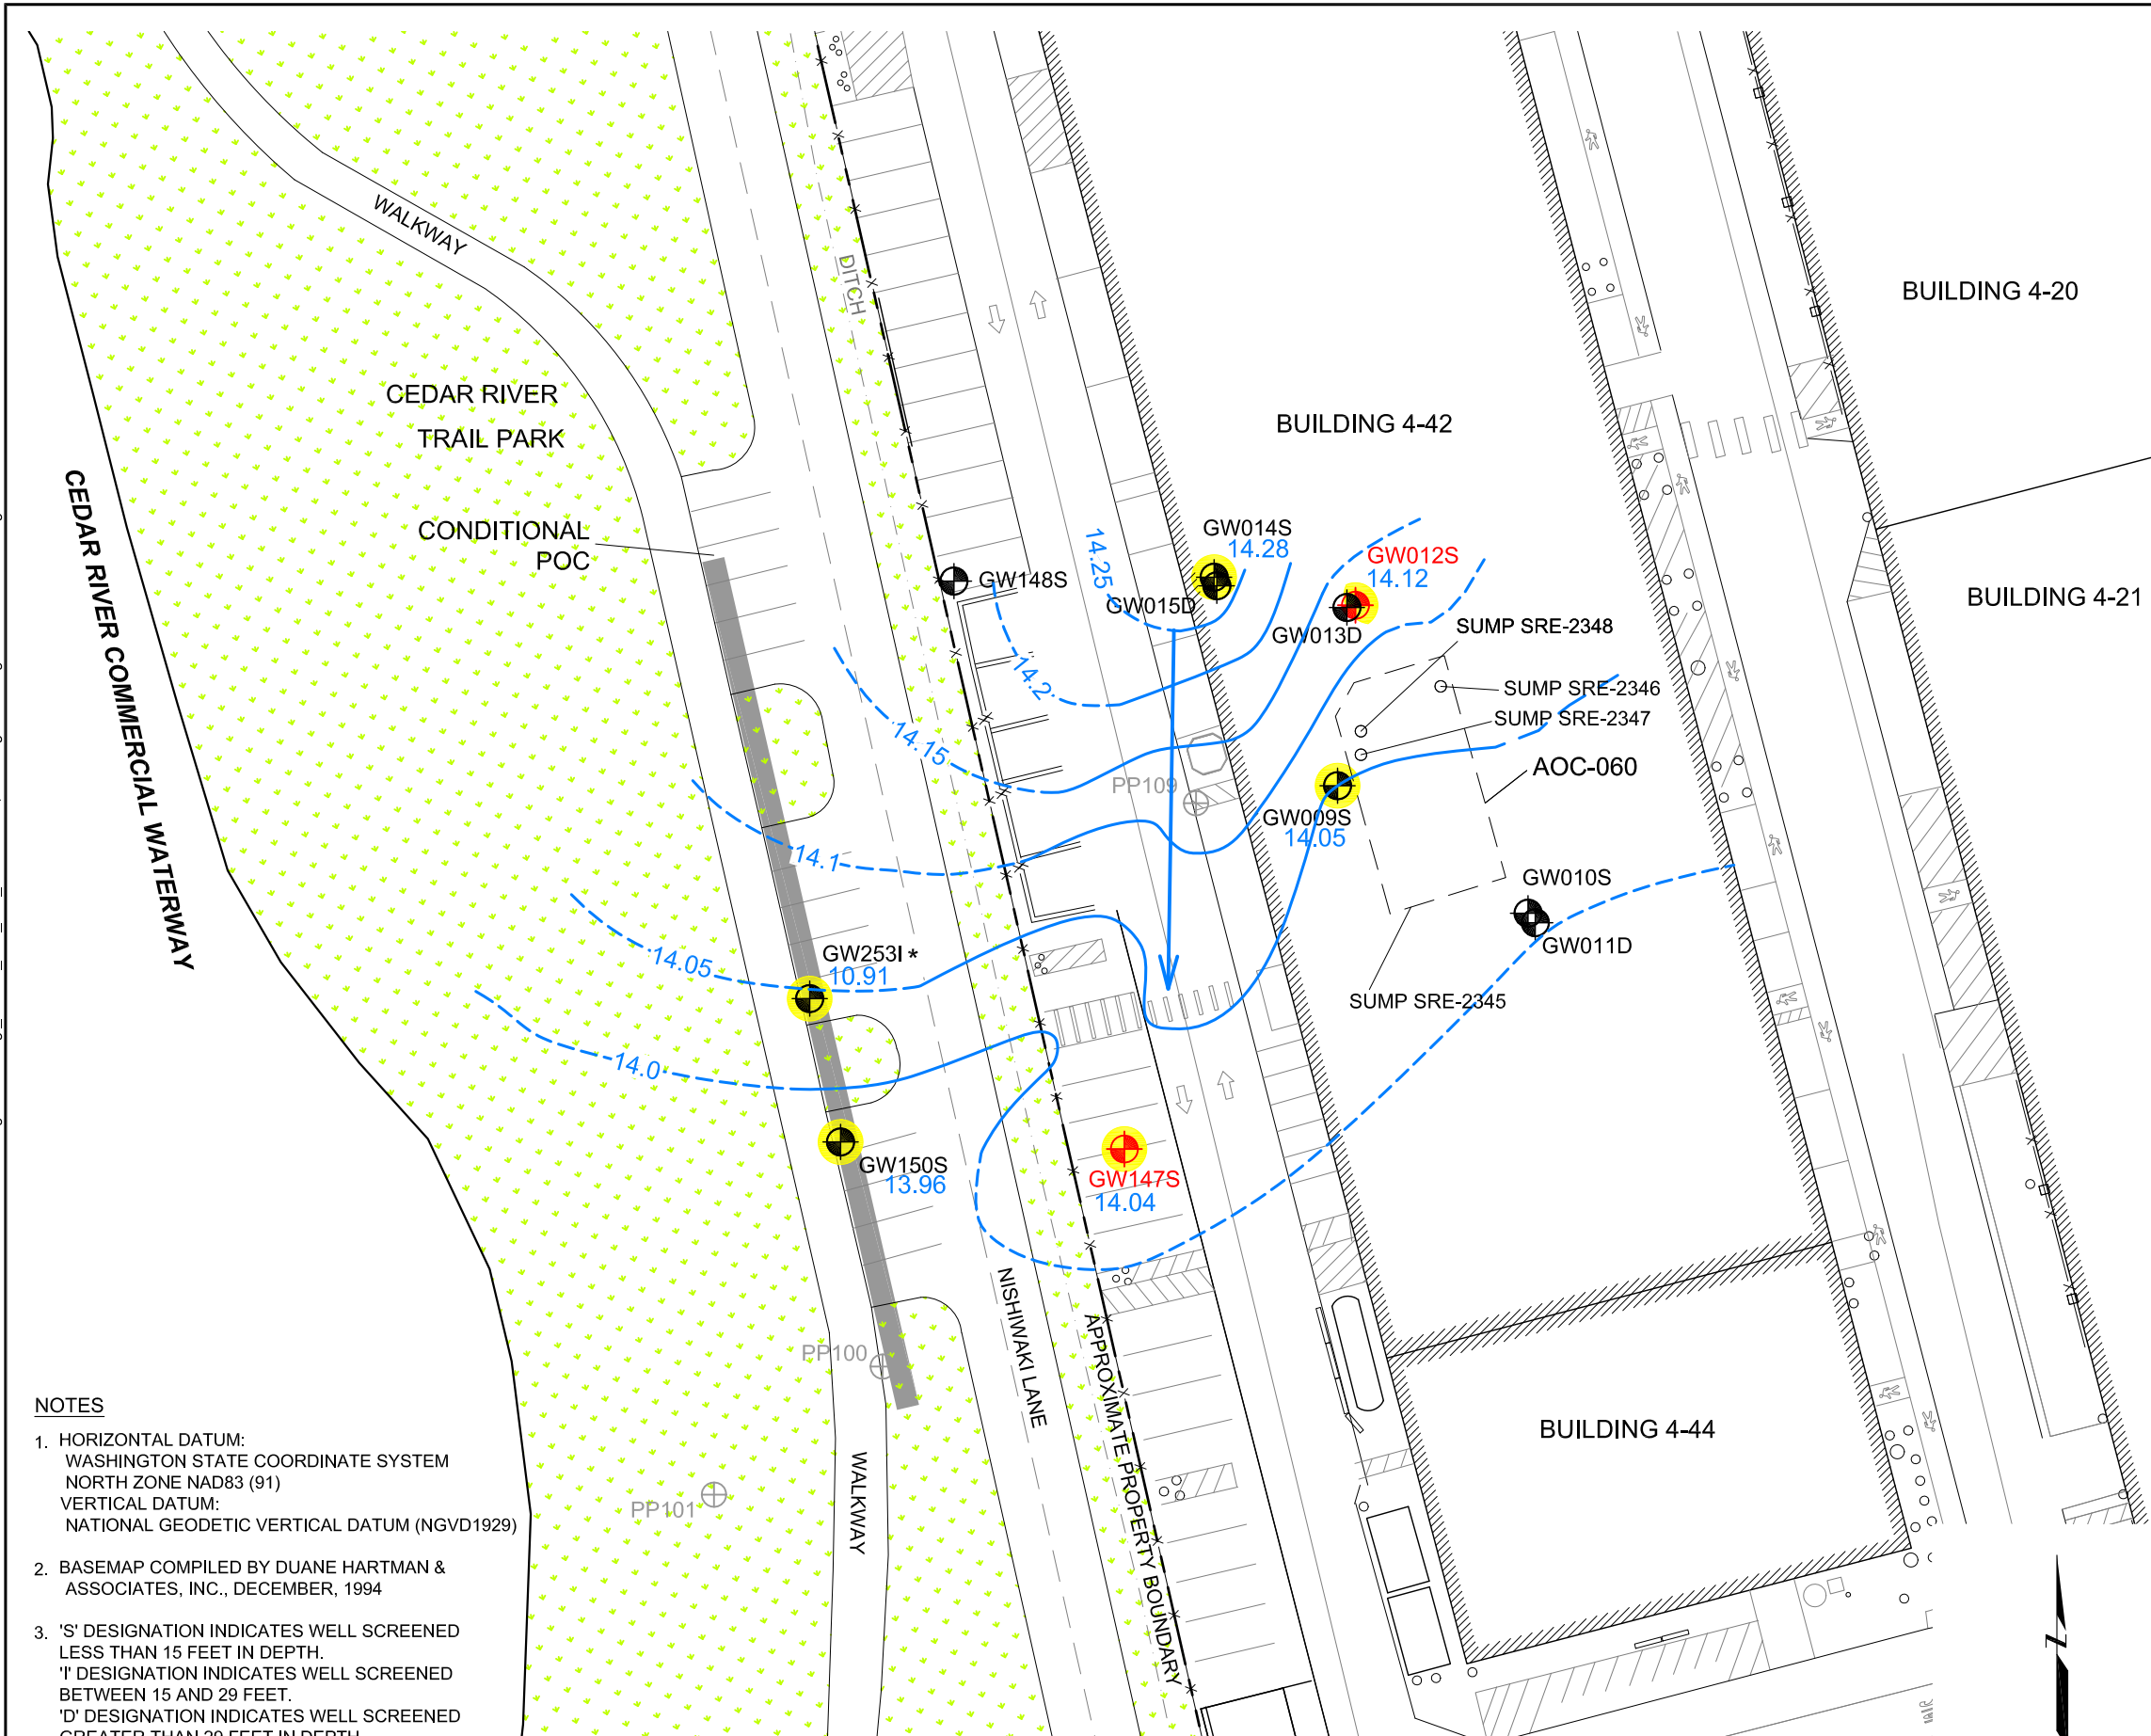 WALKWAY
DITCH
BUILDING 4-20
CEDAR RIVER
TRAIL PARK
BUILDING 4-42
CONDITIONAL
POC
CEDAR RIVER COMMERCIAL WATERWAY
14.25
GW014S
14.28
GW012S
14.12
GW148S
GW015D
GW013D
BUILDING 4-21
SUMP SRE-2348
SUMP SRE-2346
SUMP SRE-2347
14.2
14.15
AOC-060
PP109
GW009S
14.05
14.1
GW010S
GW011D
GW253I *
10.91
14.05
SUMP SRE-2345
14.0
GW150S
13.96
GW147S
14.04
NISHIWAKI LANE
APPROXIMATE PROPERTY BOUNDARY
PP100
BUILDING 4-44
WALKWAY
PP101
NOTES
1. HORIZONTAL DATUM:
WASHINGTON STATE COORDINATE SYSTEM
NORTH ZONE NAD83 (91)
VERTICAL DATUM:
NATIONAL GEODETIC VERTICAL DATUM (NGVD1929)
2. BASEMAP COMPILED BY DUANE HARTMAN &
ASSOCIATES, INC., DECEMBER, 1994
3. 'S' DESIGNATION INDICATES WELL SCREENED
LESS THAN 15 FEET IN DEPTH.
'I' DESIGNATION INDICATES WELL SCREENED
BETWEEN 15 AND 29 FEET.
'D' DESIGNATION INDICATES WELL SCREENED
GREATER THAN 29 FEET IN DEPTH
Z